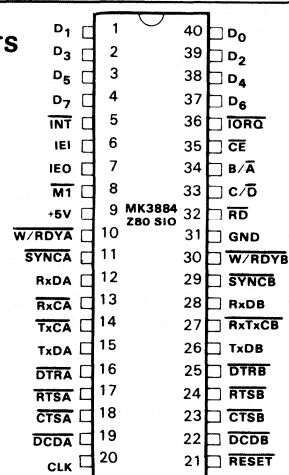 TS
D1 1 40 D0
D3 2 39 D2
D5 3 38 D4
D7 4 37 D6
INT 5 36 IORQ
IEI 6 35 CE
IEO 7 34 B/A
M1 8 33 C/D
+5V 9 MK3884 32 RD
Z80 SIO
W/RDYA 10 31 GND
SYNCA 11 30 W/RDYB
RxDA 12 29 SYNCB
RxCA 13 28 RxDB
TxCA 14 27 RxTxCB
TxDA 15 26 TxDB
DTRA 16 25 DTRB
RTSA 17 24 RTSB
CTSA 18 23 CTSB
DCDA 19 22 DCDB
CLK 20 21 RESET